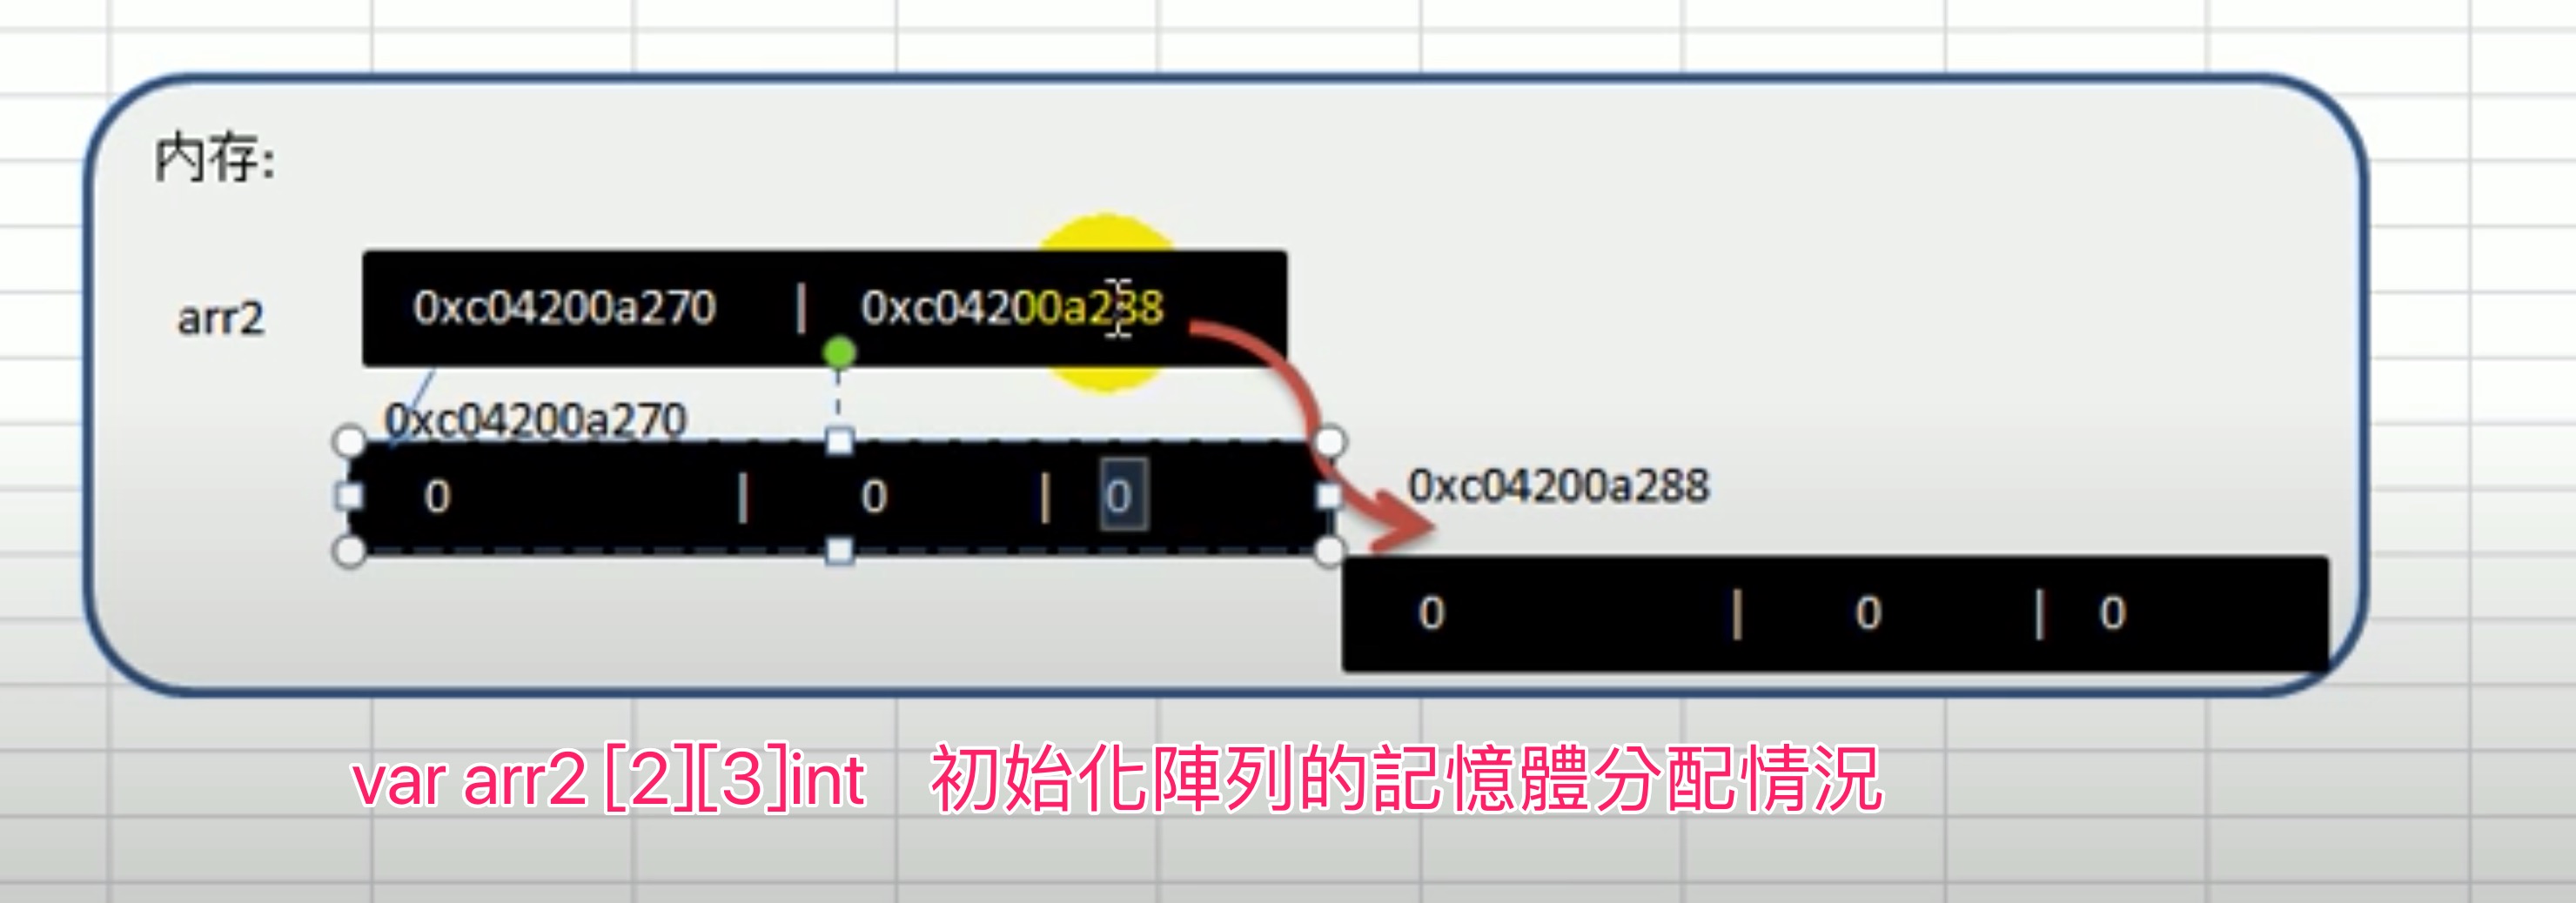 内存:
arr2 0xc04200a270 | 0xc04200a288
0xc04200a270
0 | 0 | 0
0xc04200a288
0 | 0 | 0
var arr2 [2][3]int 初始化陣列的記憶體分配情況